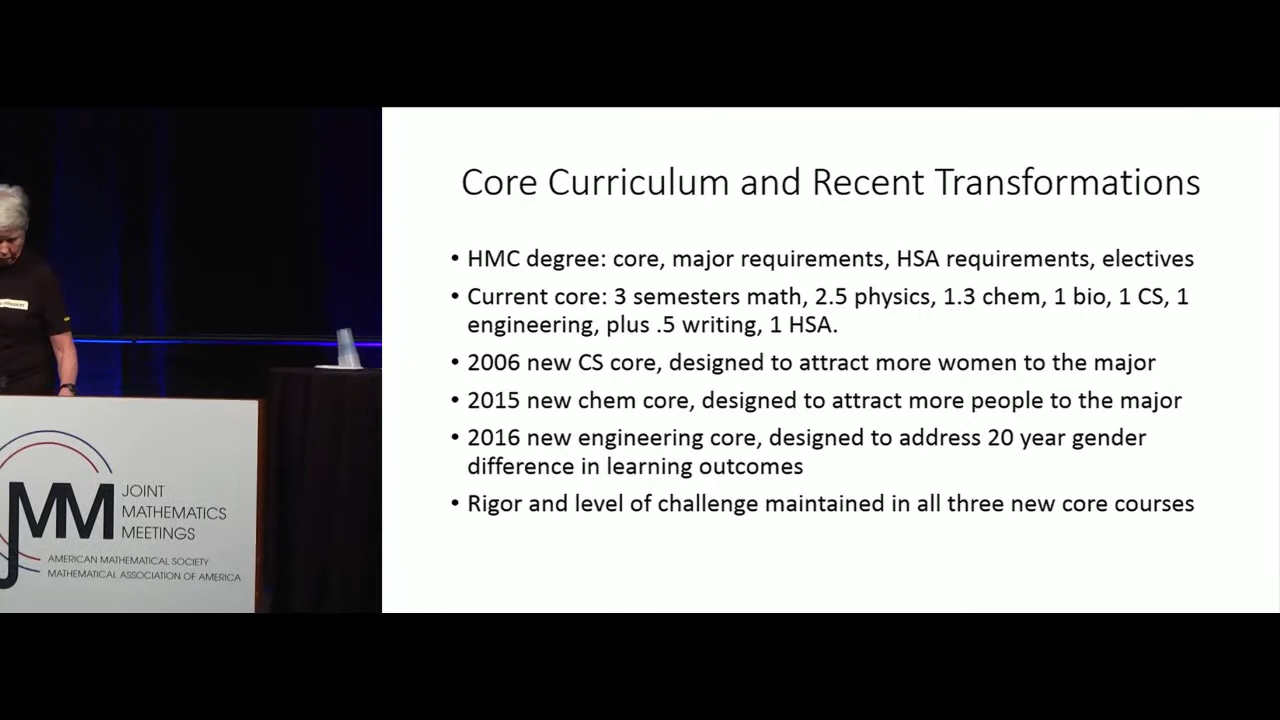 Core Curriculum and Recent Transformations
• HMC degree: core, major requirements, HSA requirements, electives
• Current core: 3 semesters math, 2.5 physics, 1.3 chem, 1 bio, 1 CS, 1
engineering, plus .5 writing, 1 HSA.
• 2006 new CS core, designed to attract more women to the major
• 2015 new chem core, designed to attract more people to the major
• 2016 new engineering core, designed to address 20 year gender
difference in learning outcomes
• Rigor and level of challenge maintained in all three new core courses
JMM
JOINT
MATHEMATICS
MEETINGS
AMERICAN MATHEMATICAL SOCIETY
MATHEMATICAL ASSOCIATION OF AMERICA